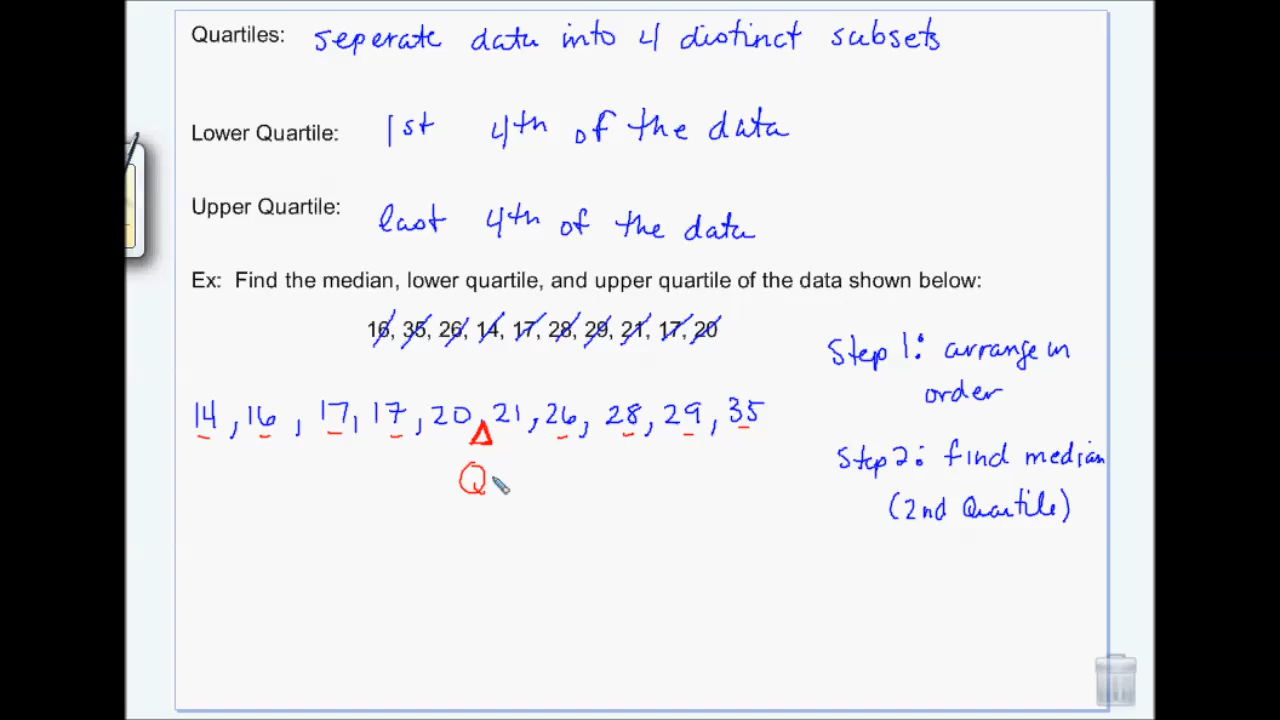 Quartiles: seperate data into 4 distinct subsets
Lower Quartile: 1st 4th of the data
Upper Quartile: last 4th of the data
Ex: Find the median, lower quartile, and upper quartile of the data shown below:
16, 35, 26, 14, 17, 28, 29, 21, 17, 20
Step 1: arrange in
order
14, 16, 17, 17, 20, 21, 26, 28, 29, 35
Step 2: find median
(2nd Quartile)
Q